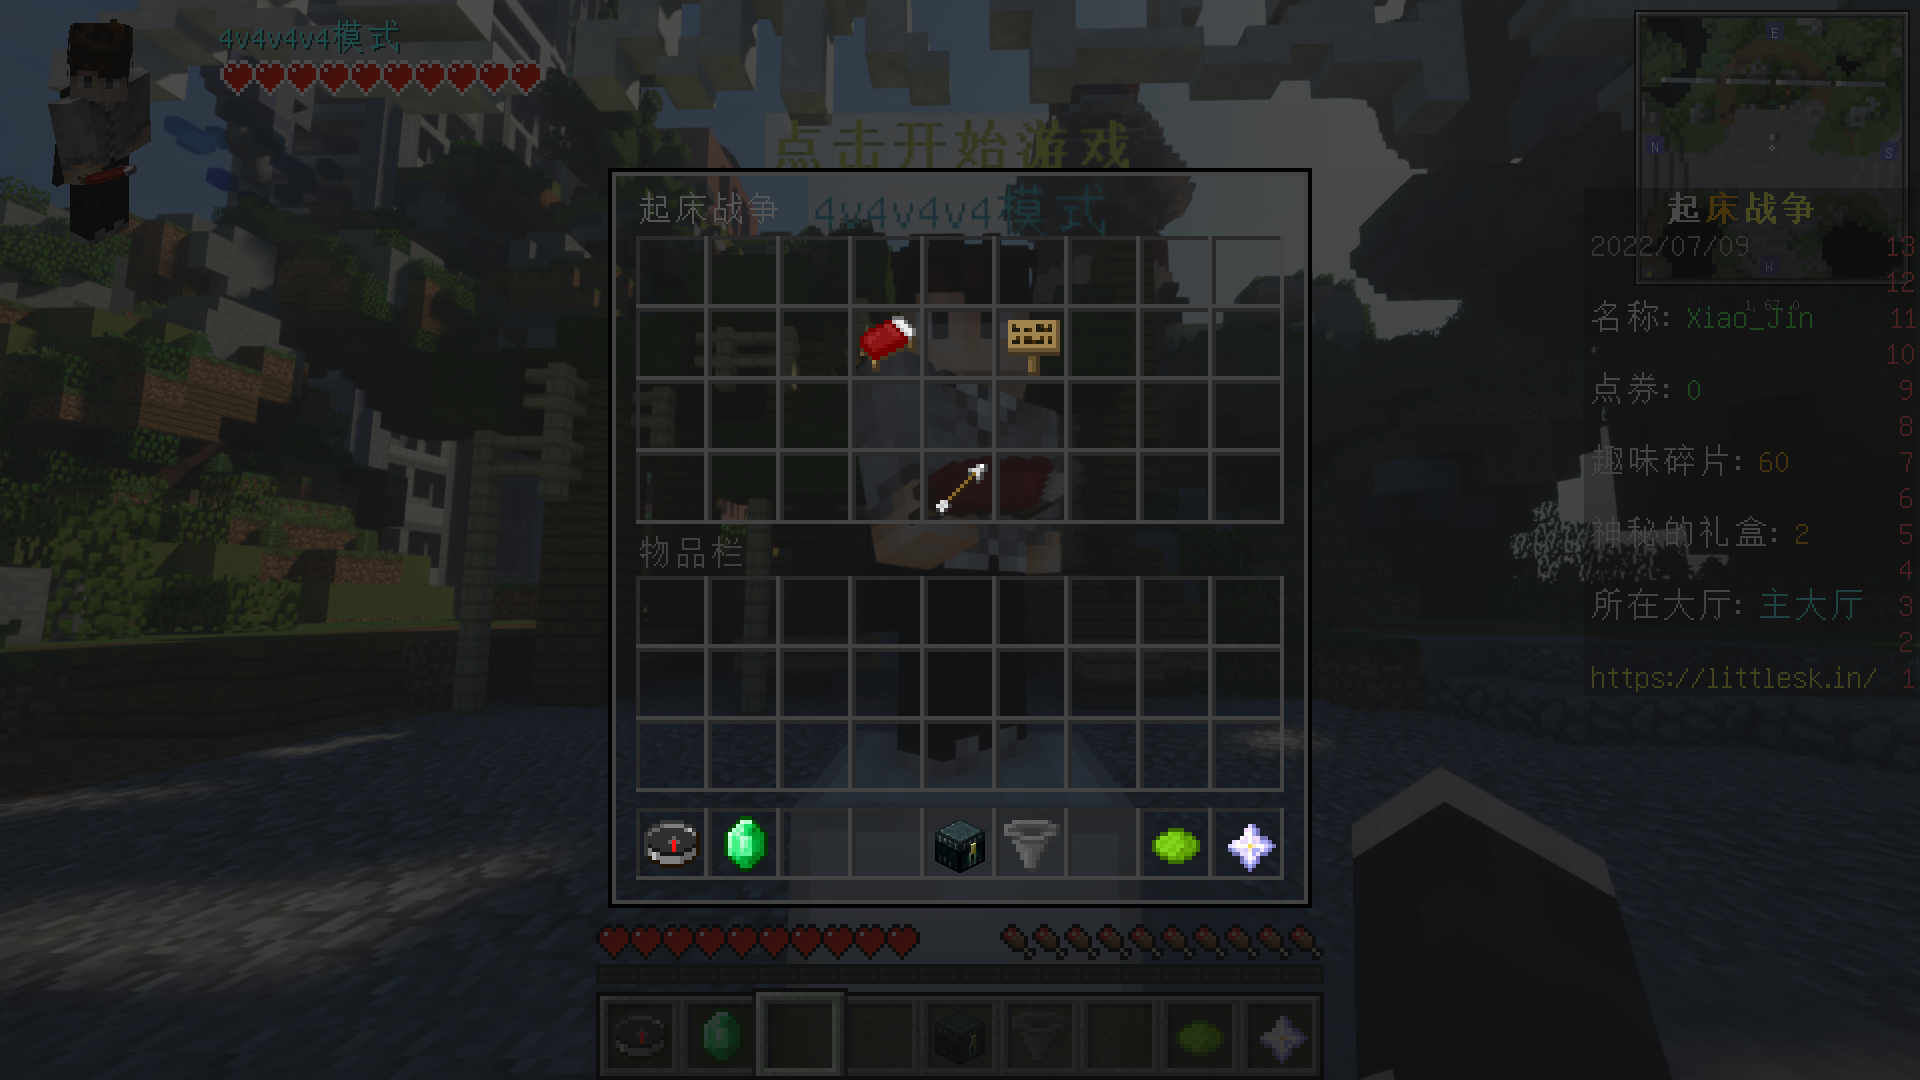 4v4v4v4模式
点击开始游戏
起床战争
4v4v4v4模式
物品栏
E
N
S
W
1, 67, 0
起床战争
2022/07/09
13
12
名称: Xiao_Jin
11
10
点券: 0
9
8
趣味碎片: 60
7
6
神秘的礼盒: 2
5
4
所在大厅: 主大厅
3
2
https://littlesk.in/
1